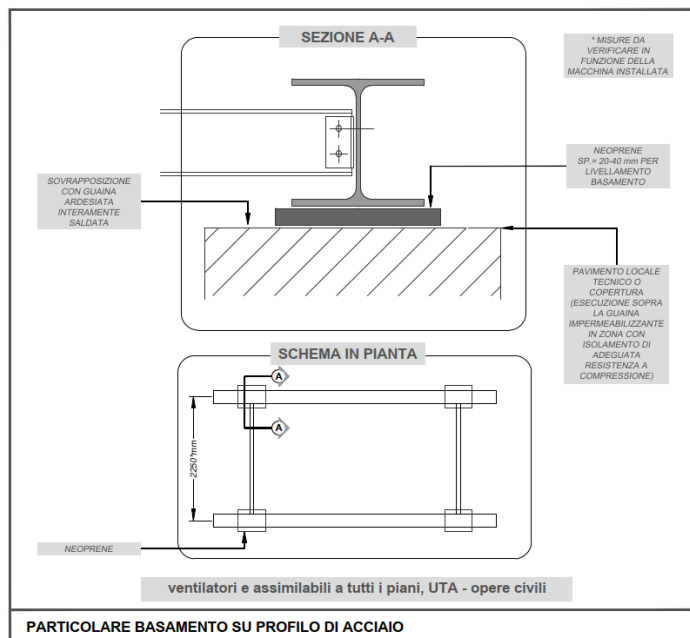 SEZIONE A-A
* MISURE DA
VERIFICARE IN
FUNZIONE DELLA
MACCHINA INSTALLATA
NEOPRENE
SP.= 20-40 mm PER
LIVELLAMENTO
BASAMENTO
SOVRAPPOSIZIONE
CON GUAINA
ARDESIATA
INTERAMENTE
SALDATA
PAVIMENTO LOCALE
TECNICO O
COPERTURA
(ESECUZIONE SOPRA
LA GUAINA
IMPERMEABILIZZANTE
IN ZONA CON
ISOLAMENTO DI
ADEGUATA
RESISTENZA A
COMPRESSIONE)
SCHEMA IN PIANTA
A
A
2250*mm
NEOPRENE
ventilatori e assimilabili a tutti i piani, UTA - opere civili
PARTICOLARE BASAMENTO SU PROFILO DI ACCIAIO